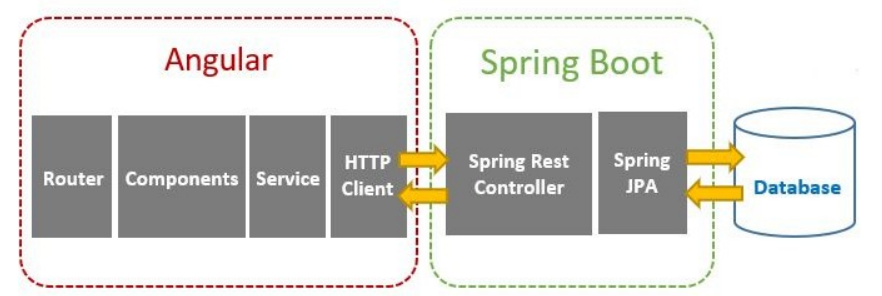 Angular
Spring Boot
Router
Components
Service
HTTP
Client
Spring Rest
Controller
Spring
JPA
Database